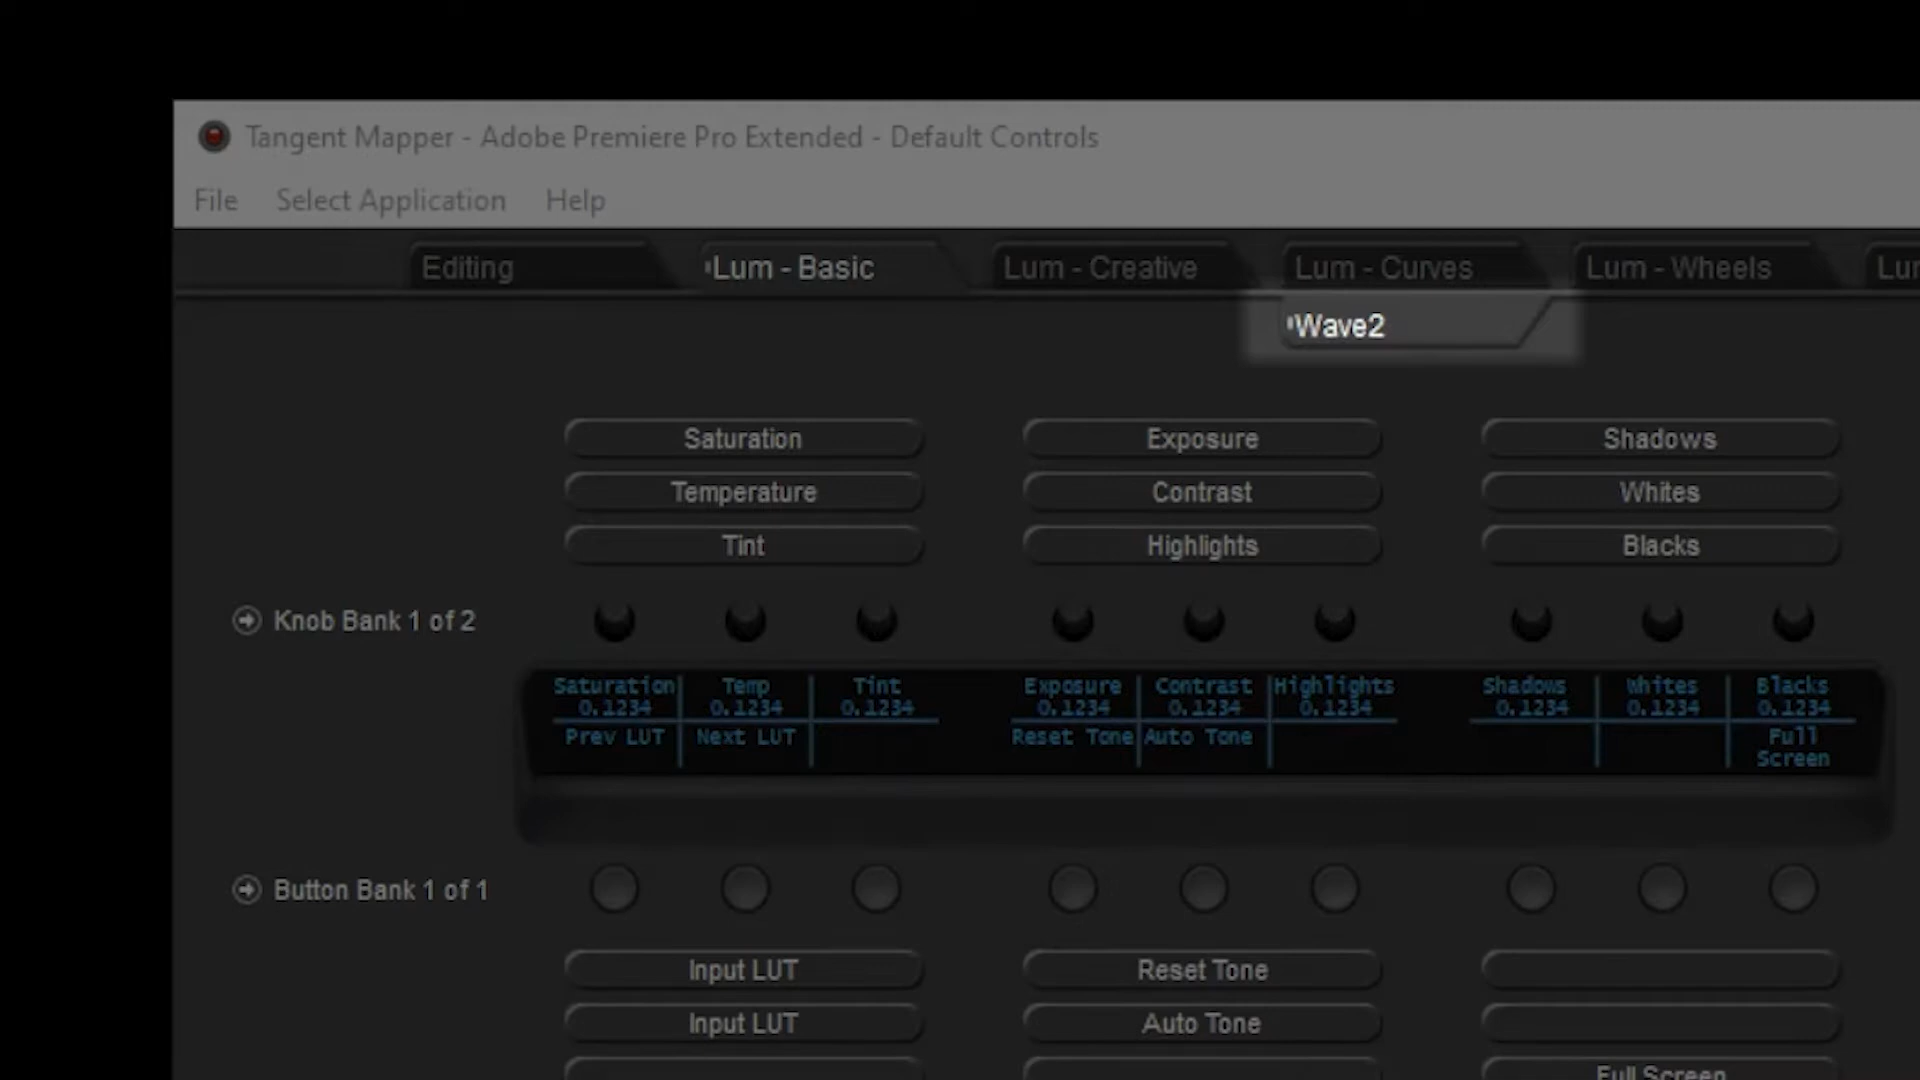 Tangent Mapper - Adobe Premiere Pro Extended - Default Controls
File Select Application Help
Editing Lum - Basic Lum - Creative Lum - Curves Lum - Wheels Lum
Wave2
Saturation Exposure Shadows
Temperature Contrast Whites
Tint Highlights Blacks
Knob Bank 1 of 2
Saturation Temp Tint Exposure Contrast Highlights Shadows Whites Blacks
0.1234 0.1234 0.1234 0.1234 0.1234 0.1234 0.1234 0.1234 0.1234
Prev LUT Next LUT Reset Tone Auto Tone Full
Screen
Button Bank 1 of 1
Input LUT Reset Tone
Input LUT Auto Tone
Full Screen